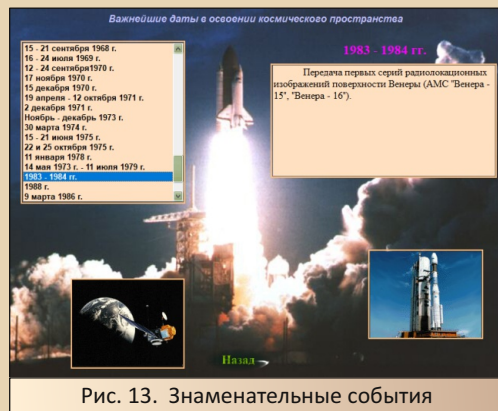 Важнейшие даты в освоении космического пространства
15 - 21 сентября 1968 г.
16 - 24 июля 1969 г.
12 - 24 сентября1970 г.
17 ноября 1970 г.
15 декабря 1970 г.
19 апреля - 12 октября 1971 г.
2 декабря 1971 г.
Ноябрь - декабрь 1973 г.
30 марта 1974 г.
15 - 21 июня 1975 г.
22 и 25 октября 1975 г.
11 января 1978 г.
14 мая 1973 г. - 11 июля 1979 г.
1983 - 1984 гг.
1988 г.
9 марта 1986 г.
1983 - 1984 гг.
Передача первых серий радиолокационных
изображений поверхности Венеры (АМС "Венера -
15", "Венера - 16").
Назад
Рис. 13. Знаменательные события